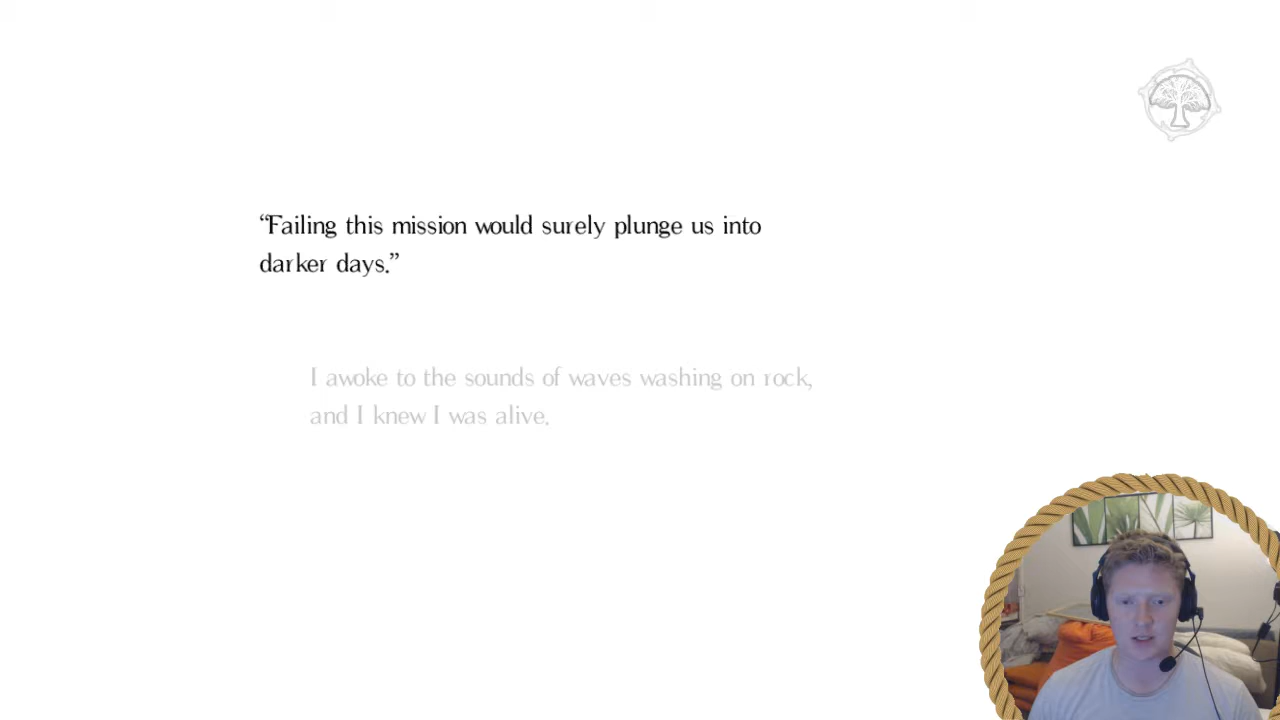 “Failing this mission would surely plunge us into
darker days.”
I awoke to the sounds of waves washing on rock,
and I knew I was alive.